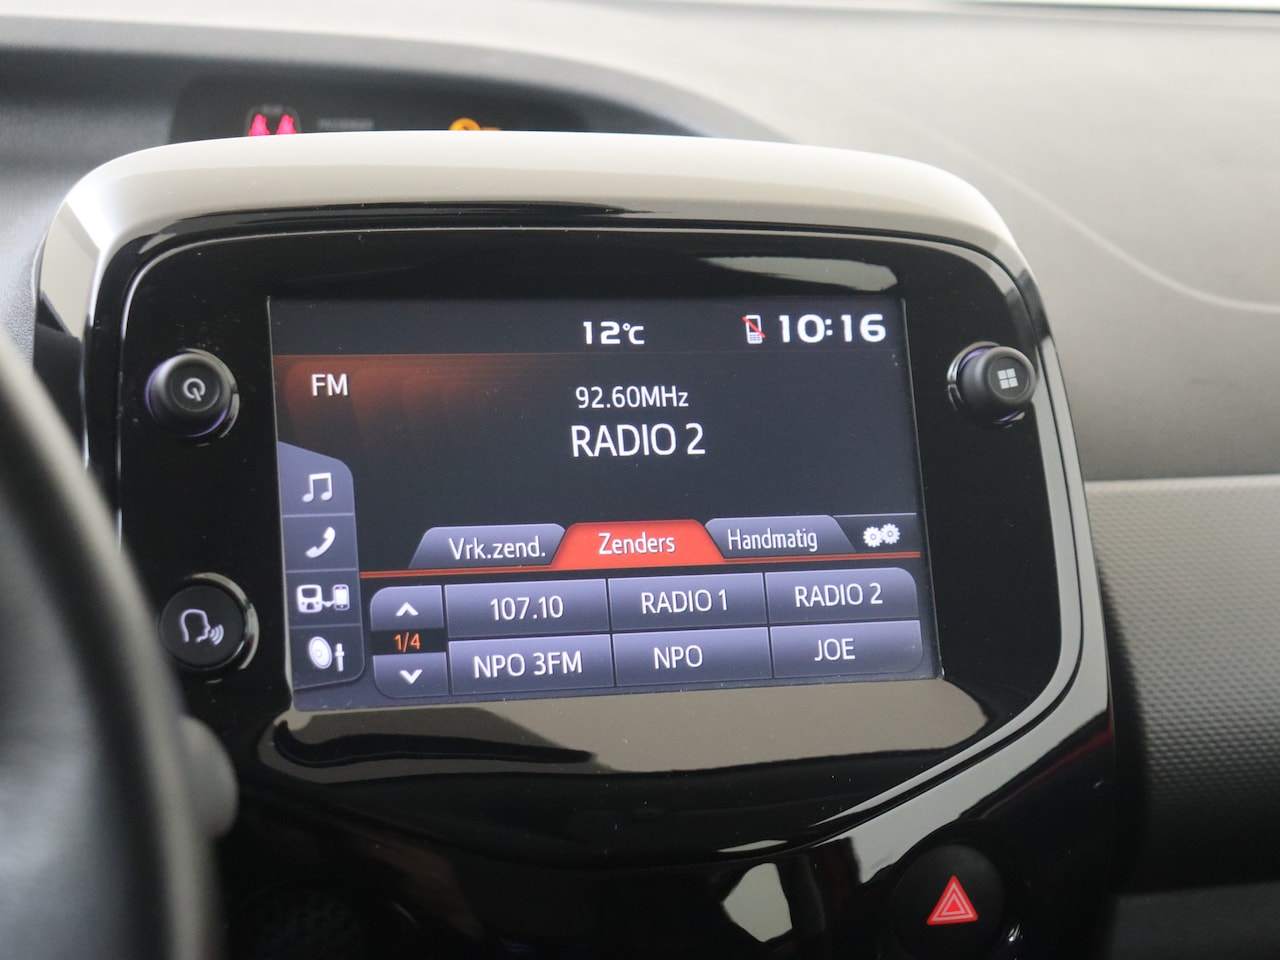 12°C 10:16
FM
92.60MHz
RADIO 2
Vrk.zend. Zenders Handmatig
107.10 RADIO 1 RADIO 2
1/4
NPO 3FM NPO JOE